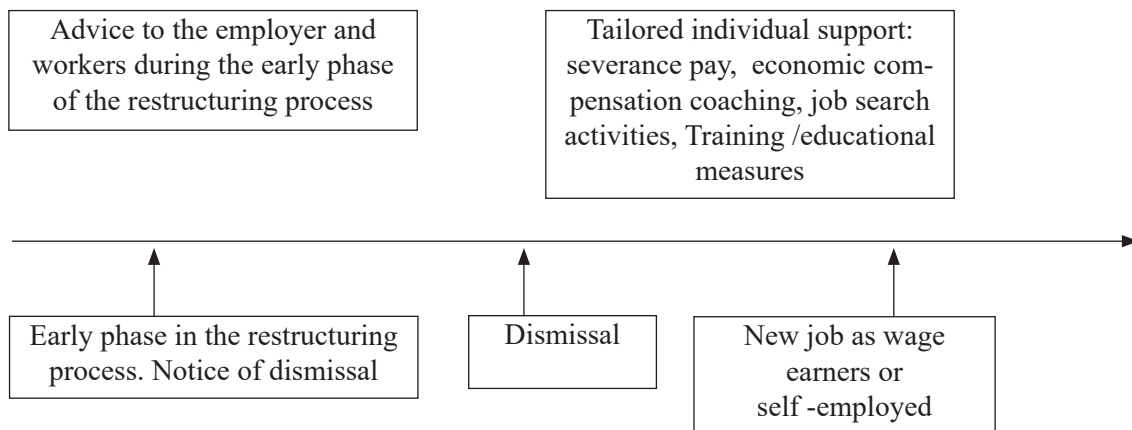 Advice to the employer and
workers during the early phase
of the restructuring process
Tailored individual support:
severance pay,  economic com-
pensation coaching, job search
activities, Training /educational
measures
Early phase in the restructuring
process. Notice of dismissal
Dismissal
New job as wage
earners or
self -employed